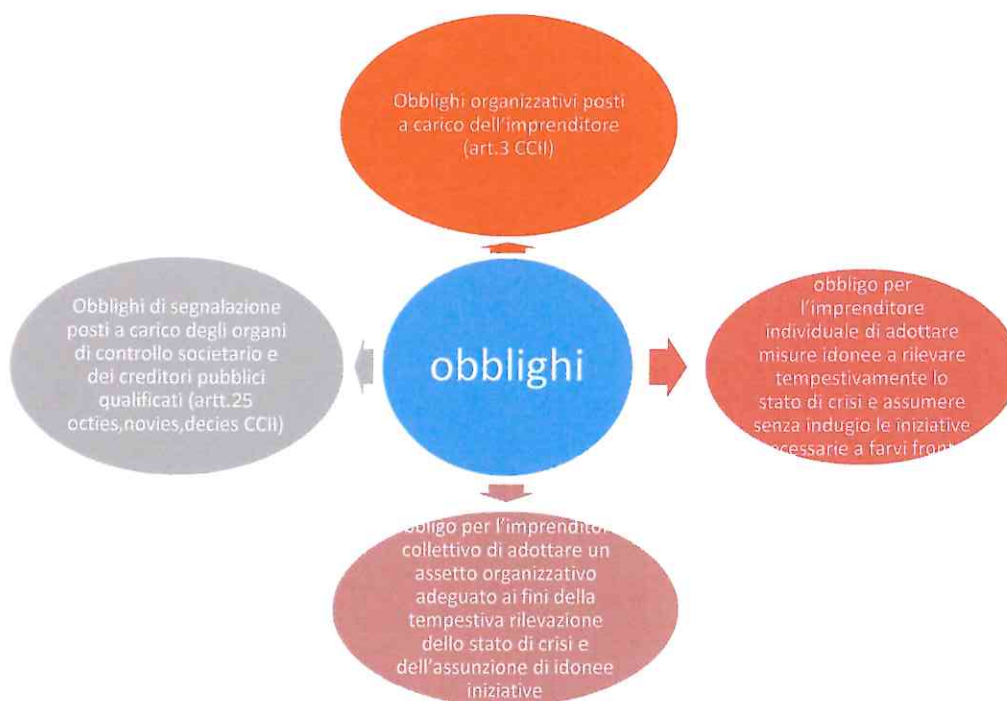 Obblighi organizzativi posti
a carico dell'imprenditore
(art.3 CCiI)
Obblighi di segnalazione
posti a carico degli organi
di controllo societario e
dei creditori pubblici
qualificati (artt.25
octies,novies,decies CCiI)
obblighi
obbligo per
l'imprenditore
individuale di adottare
misure idonee a rilevare
tempestivamente lo
stato di crisi e assumere
senza indugio le iniziative
necessarie a farvi fronte
obbligo per l'imprenditore
collettivo di adottare un
assetto organizzativo
adeguato ai fini della
tempestiva rilevazione
dello stato di crisi e
dell'assunzione di idonee
iniziative